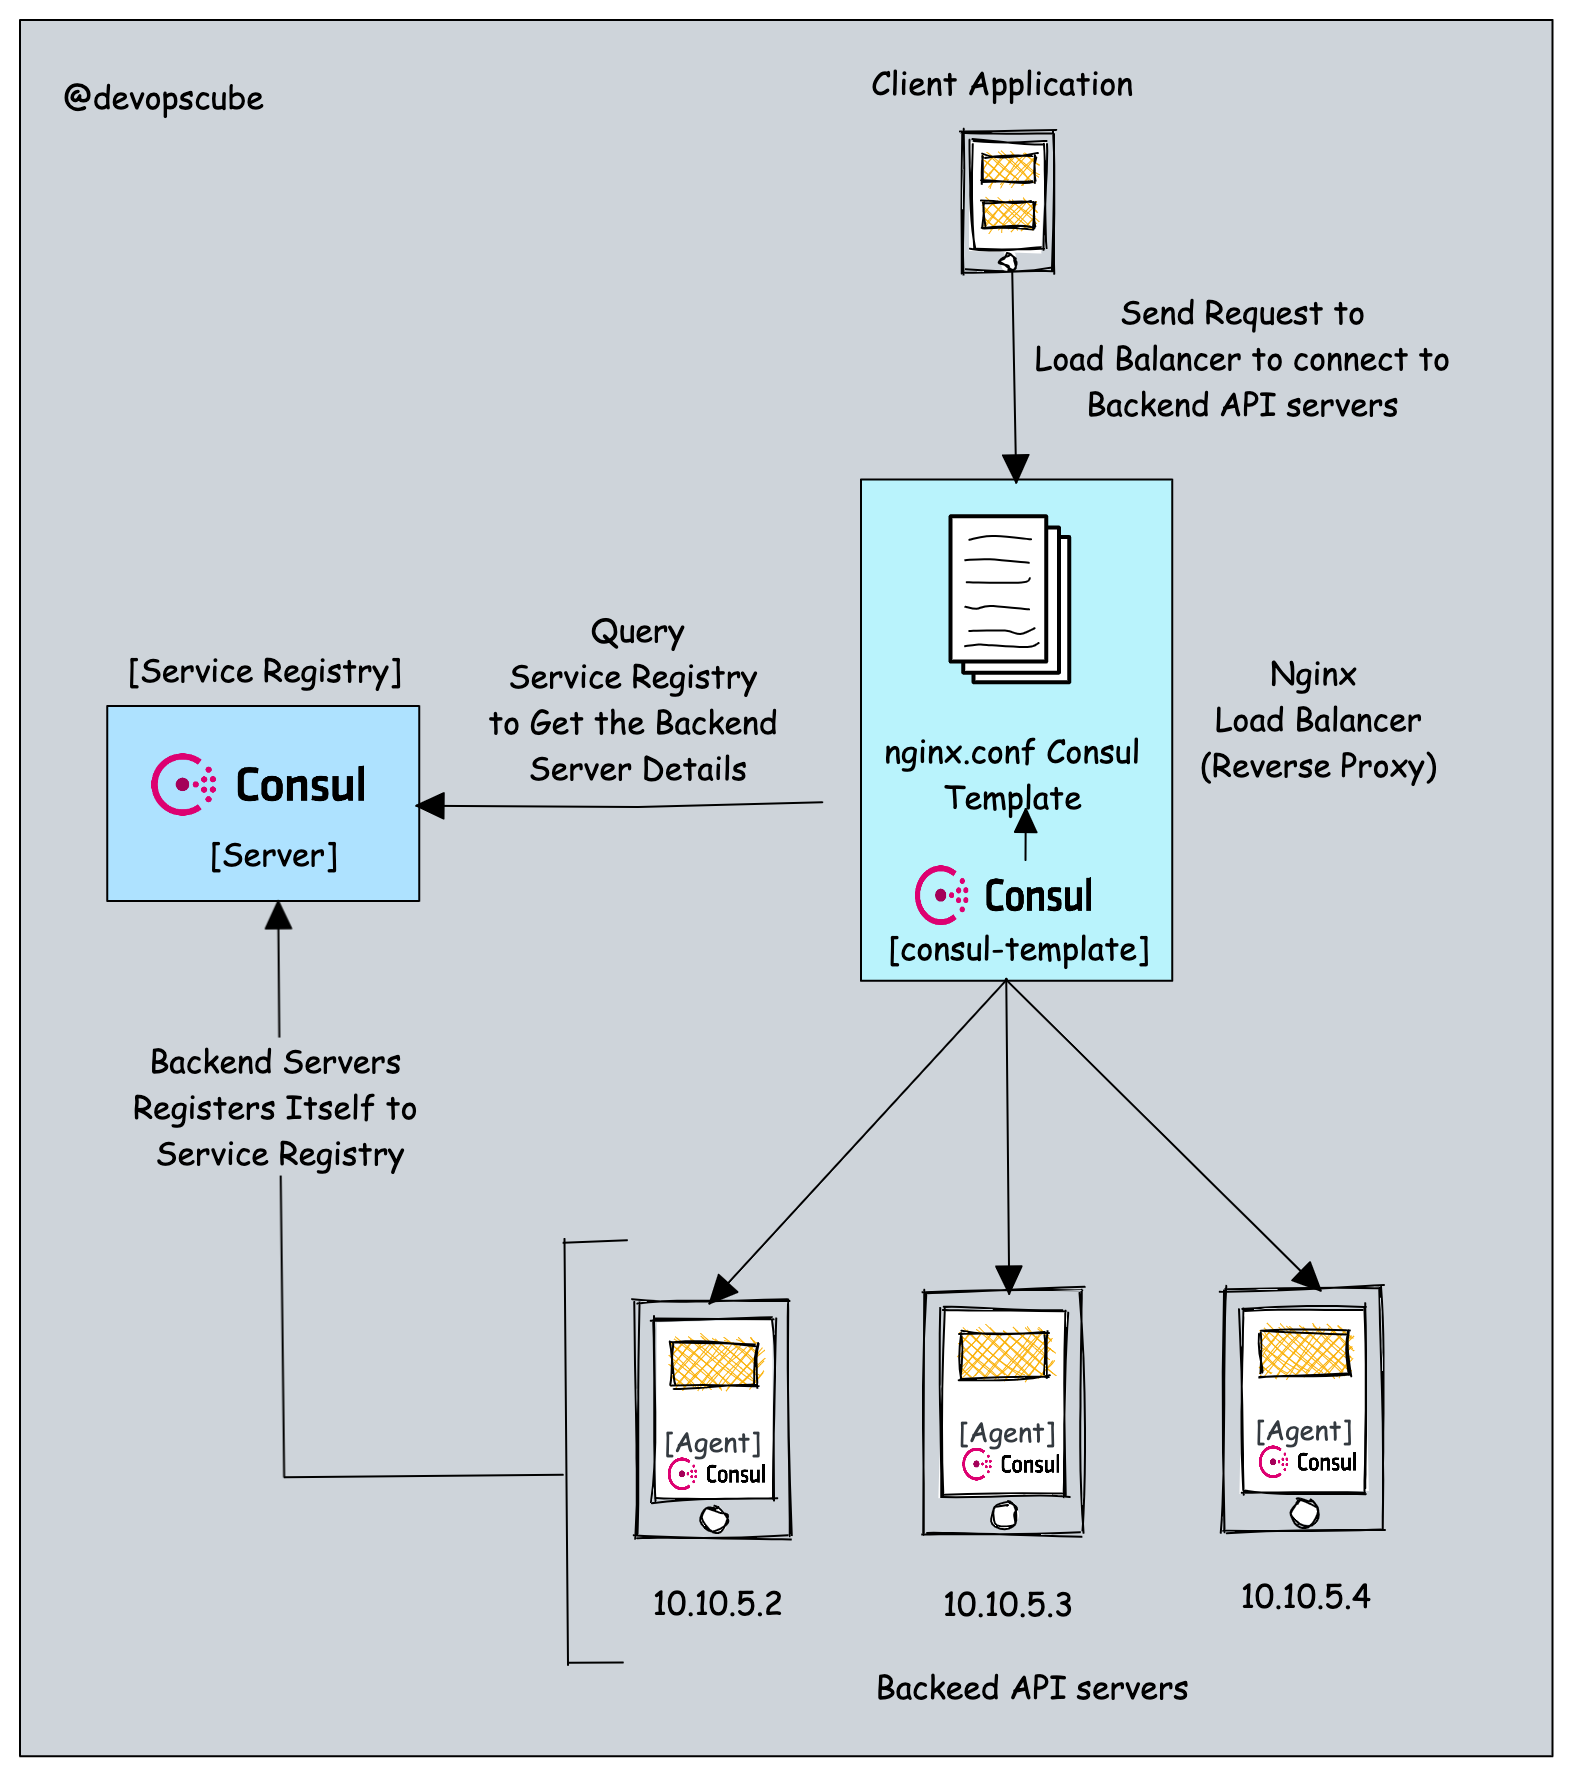 @devopscube
Client Application
Send Request to
Load Balancer to connect to
Backend API servers
Query
Service Registry
to Get the Backend
Server Details
[Service Registry]
Consul
[Server]
nginx.conf Consul
Template
Consul
[consul-template]
Nginx
Load Balancer
(Reverse Proxy)
Backend Servers
Registers Itself to
Service Registry
[Agent]
Consul
[Agent]
Consul
[Agent]
Consul
10.10.5.2
10.10.5.3
10.10.5.4
Backeed API servers